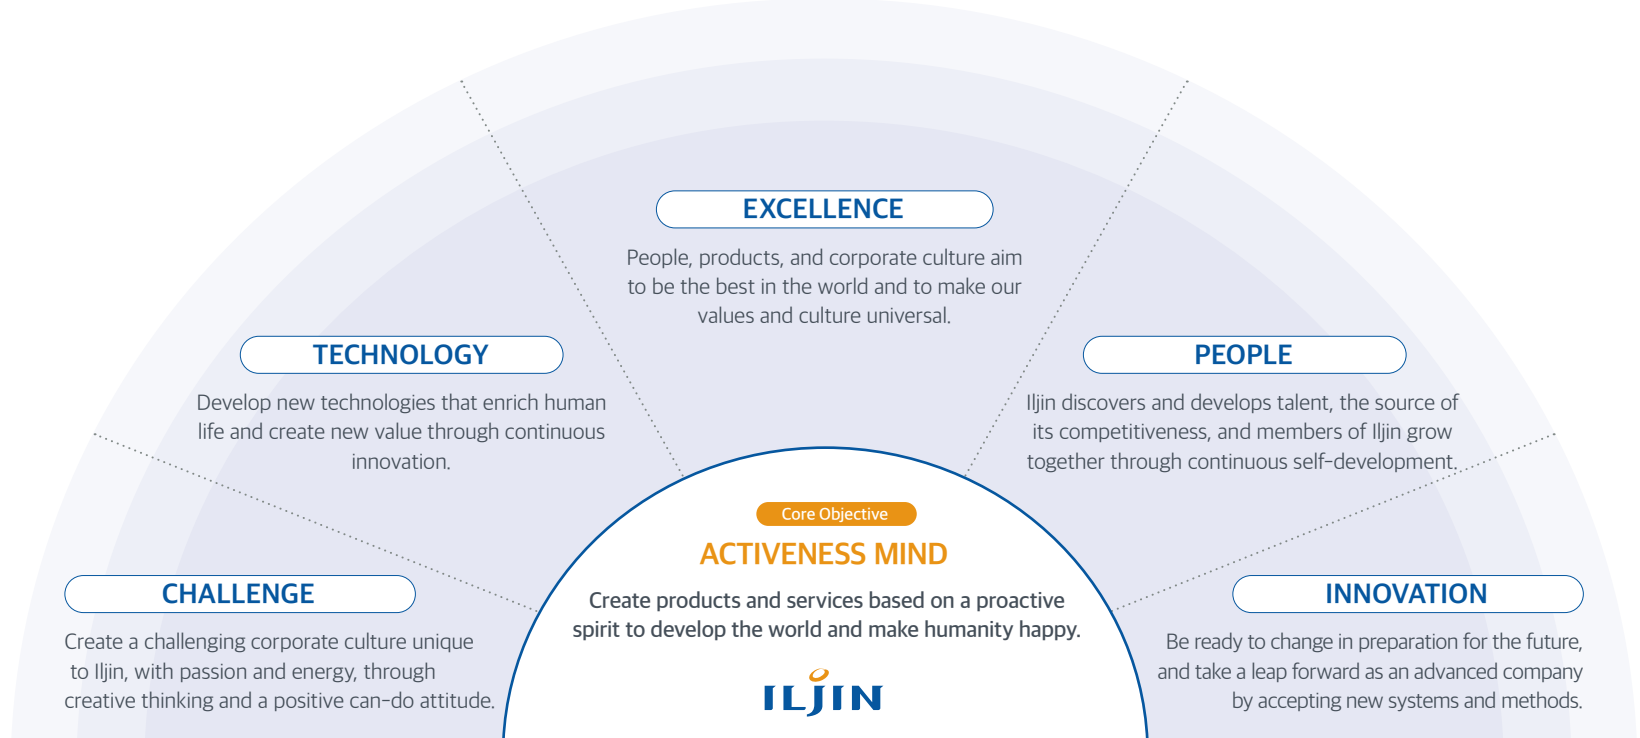 EXCELLENCE
People, products, and corporate culture aim
to be the best in the world and to make our
values and culture universal.
TECHNOLOGY
Develop new technologies that enrich human
life and create new value through continuous
innovation.
PEOPLE
Iljin discovers and develops talent, the source of
its competitiveness, and members of Iljin grow
together through continuous self-development.
Core Objective
ACTIVENESS MIND
Create products and services based on a proactive
spirit to develop the world and make humanity happy.
ILJIN
CHALLENGE
Create a challenging corporate culture unique
to Iljin, with passion and energy, through
creative thinking and a positive can-do attitude.
INNOVATION
Be ready to change in preparation for the future,
and take a leap forward as an advanced company
by accepting new systems and methods.